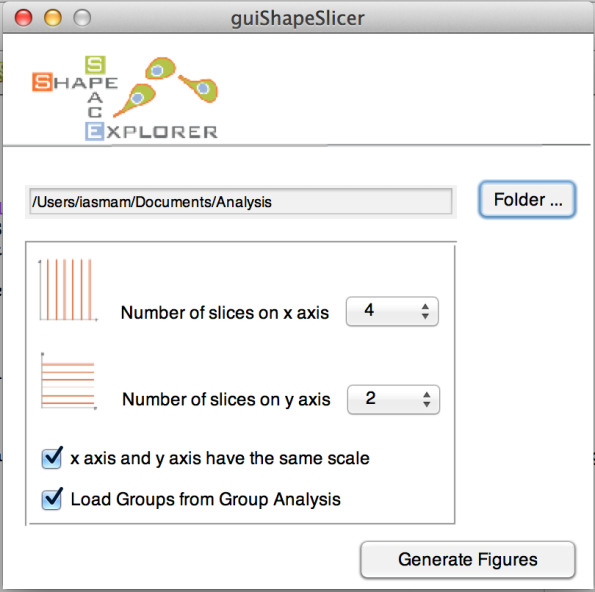 guiShapeSlicer
SHAPE
SPACE
EXPLORER
/Users/iasmam/Documents/Analysis
Folder ...
Number of slices on x axis
4
Number of slices on y axis
2
x axis and y axis have the same scale
Load Groups from Group Analysis
Generate Figures